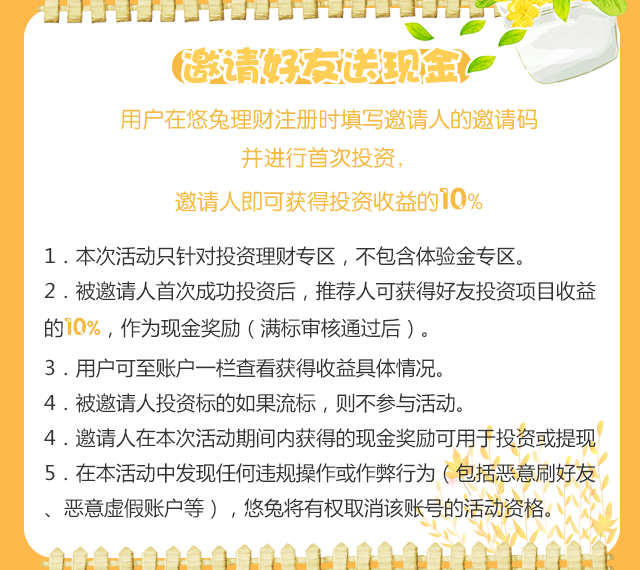 邀请好友送现金
用户在悠兔理财注册时填写邀请人的邀请码
并进行首次投资，
邀请人即可获得投资收益的10%
1．本次活动只针对投资理财专区，不包含体验金专区。
2．被邀请人首次成功投资后，推荐人可获得好友投资项目收益
的10%，作为现金奖励（满标审核通过后）。
3．用户可至账户一栏查看获得收益具体情况。
4．被邀请人投资标的如果流标，则不参与活动。
4．邀请人在本次活动期间内获得的现金奖励可用于投资或提现
5．在本活动中发现任何违规操作或作弊行为（包括恶意刷好友
、恶意虚假账户等），悠兔将有权取消该账号的活动资格。